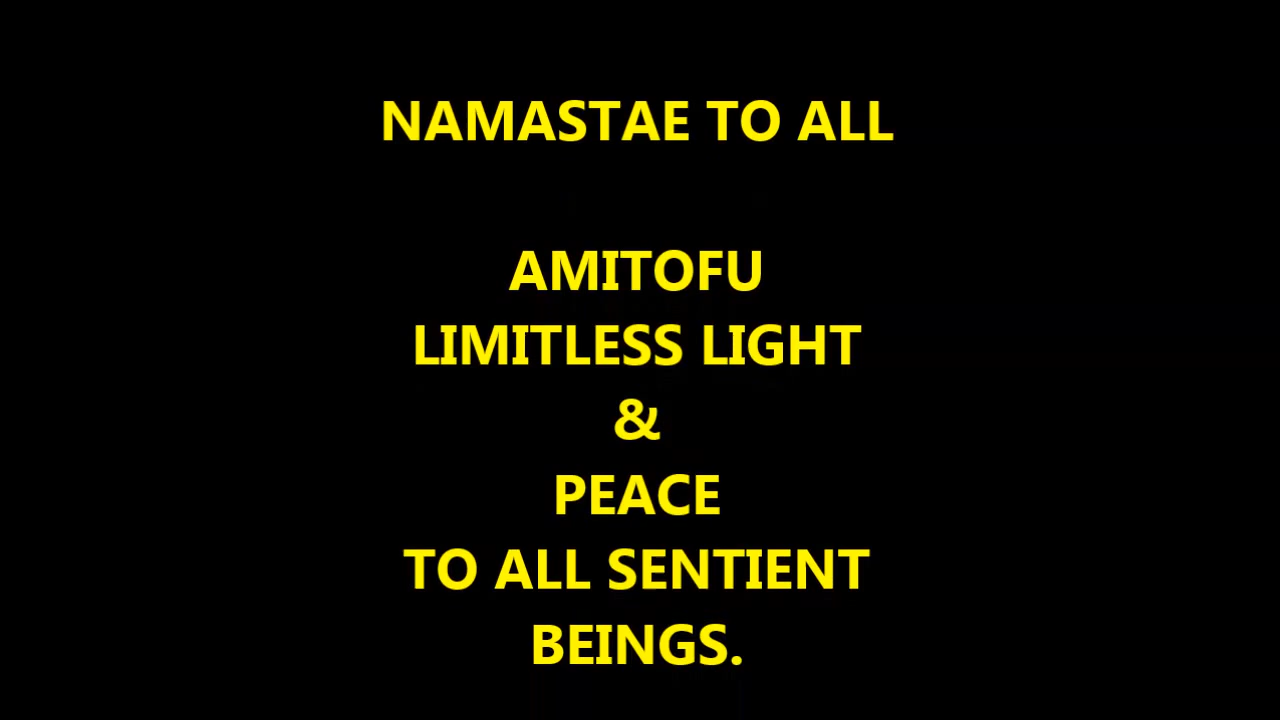 NAMASTAE TO ALL
AMITOFU
LIMITLESS LIGHT
&
PEACE
TO ALL SENTIENT
BEINGS.